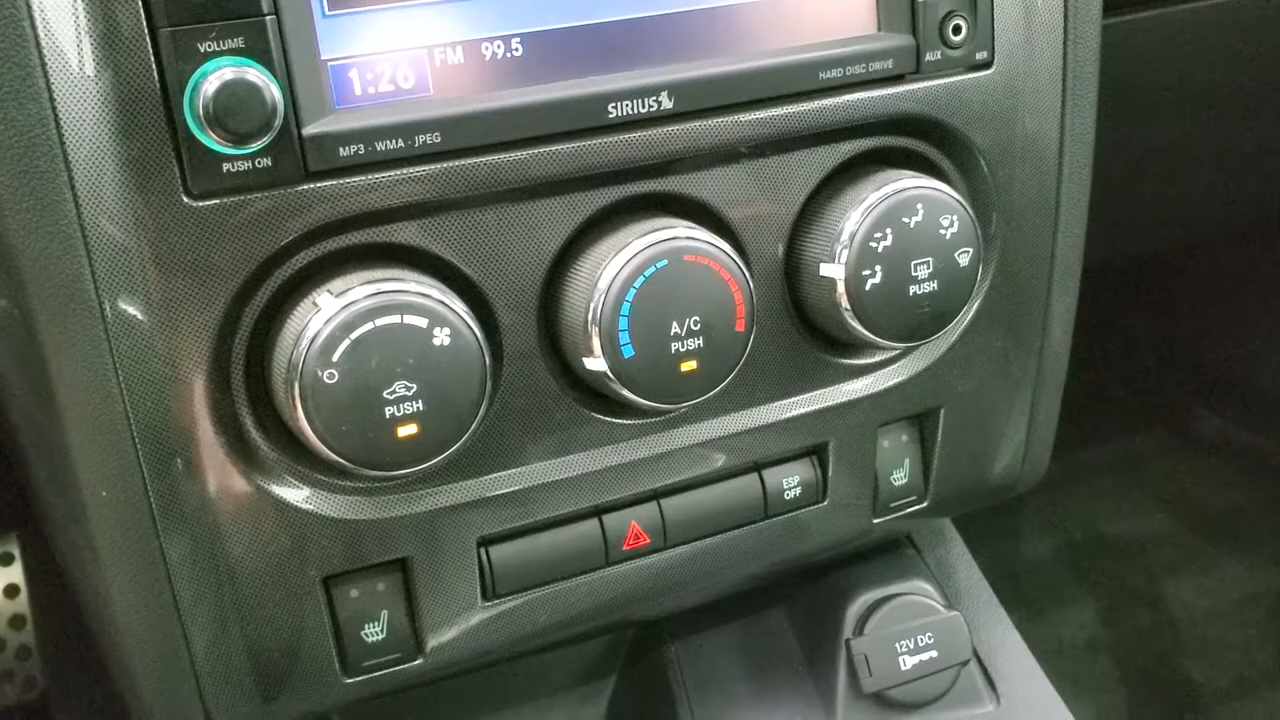 VOLUME
PUSH ON
1:26
FM 99.5
MP3 · WMA · JPEG
SIRIUS
HARD DISC DRIVE
AUX
PUSH
A/C
PUSH
PUSH
ESP
OFF
12V DC